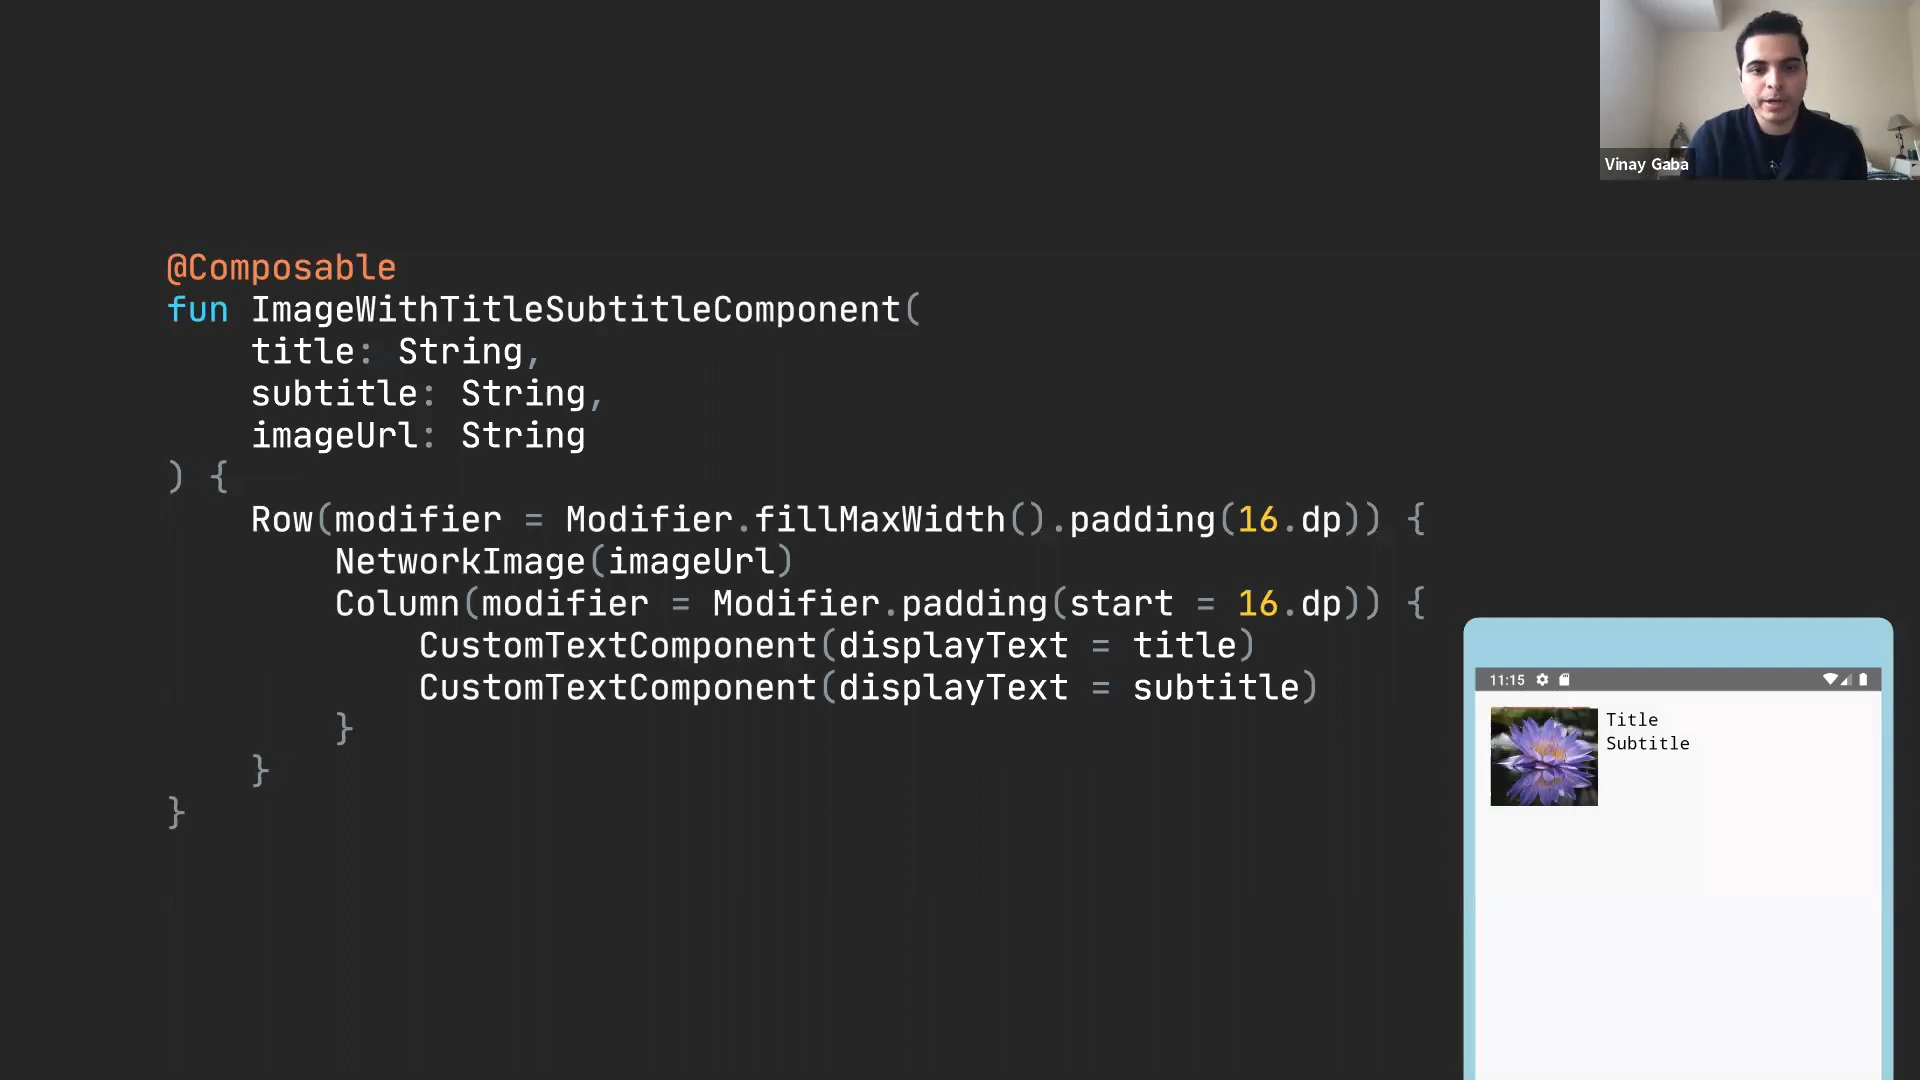 Vinay Gaba
@Composable
fun ImageWithTitleSubtitleComponent(
    title: String,
    subtitle: String,
    imageUrl: String
) {
    Row(modifier = Modifier.fillMaxWidth().padding(16.dp)) {
        NetworkImage(imageUrl)
        Column(modifier = Modifier.padding(start = 16.dp)) {
            CustomTextComponent(displayText = title)
            CustomTextComponent(displayText = subtitle)
        }
    }
}
11:15
Title
Subtitle